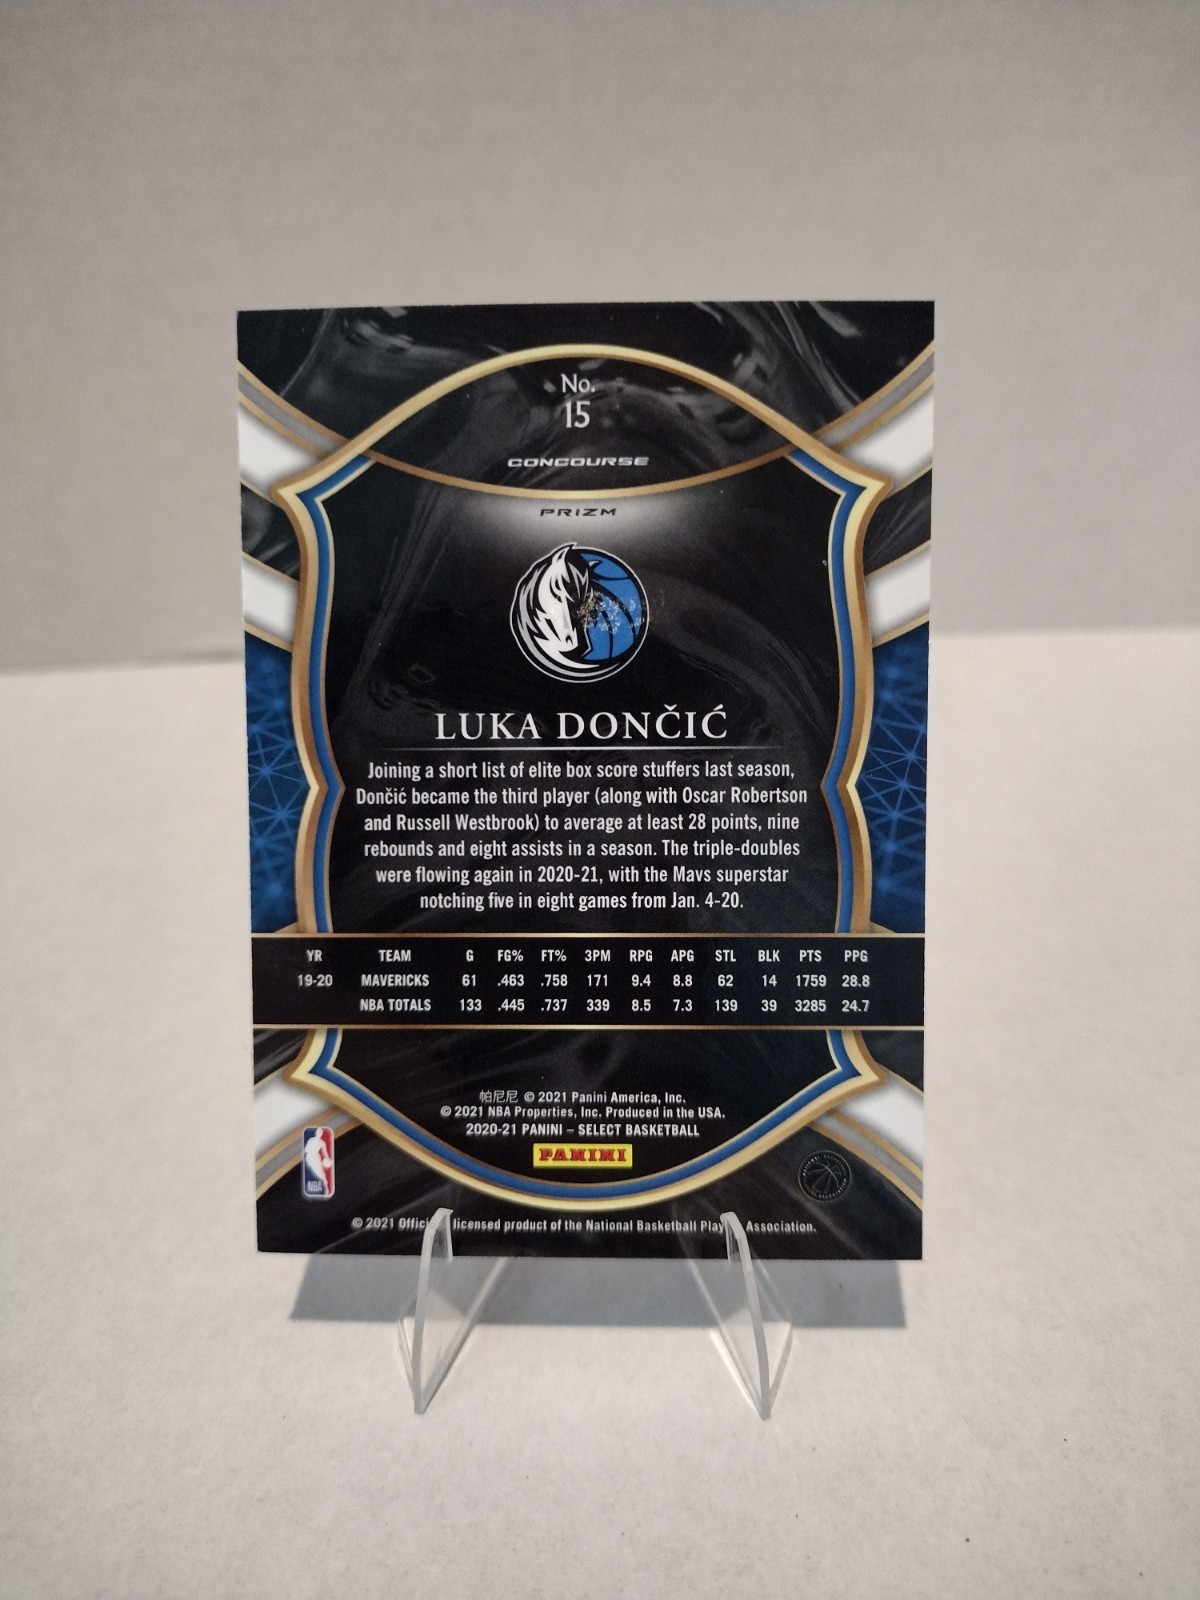 No.
15
CONCOURSE
PRIZM
LUKA DONČIĆ
Joining a short list of elite box score stuffers last season,
Dončić became the third player (along with Oscar Robertson
and Russell Westbrook) to average at least 28 points, nine
rebounds and eight assists in a season. The triple-doubles
were flowing again in 2020-21, with the Mavs superstar
notching five in eight games from Jan. 4-20.
YR TEAM G FG% FT% 3PM RPG APG STL BLK PTS PPG
19-20 MAVERICKS 61 .463 .758 171 9.4 8.8 62 14 1759 28.8
NBA TOTALS 133 .445 .737 339 8.5 7.3 139 39 3285 24.7
帕尼尼 © 2021 Panini America, Inc.
© 2021 NBA Properties, Inc. Produced in the USA.
2020-21 PANINI – SELECT BASKETBALL
PANINI
NBA
© 2021 Offici licensed product of the National Basketball Play Association.